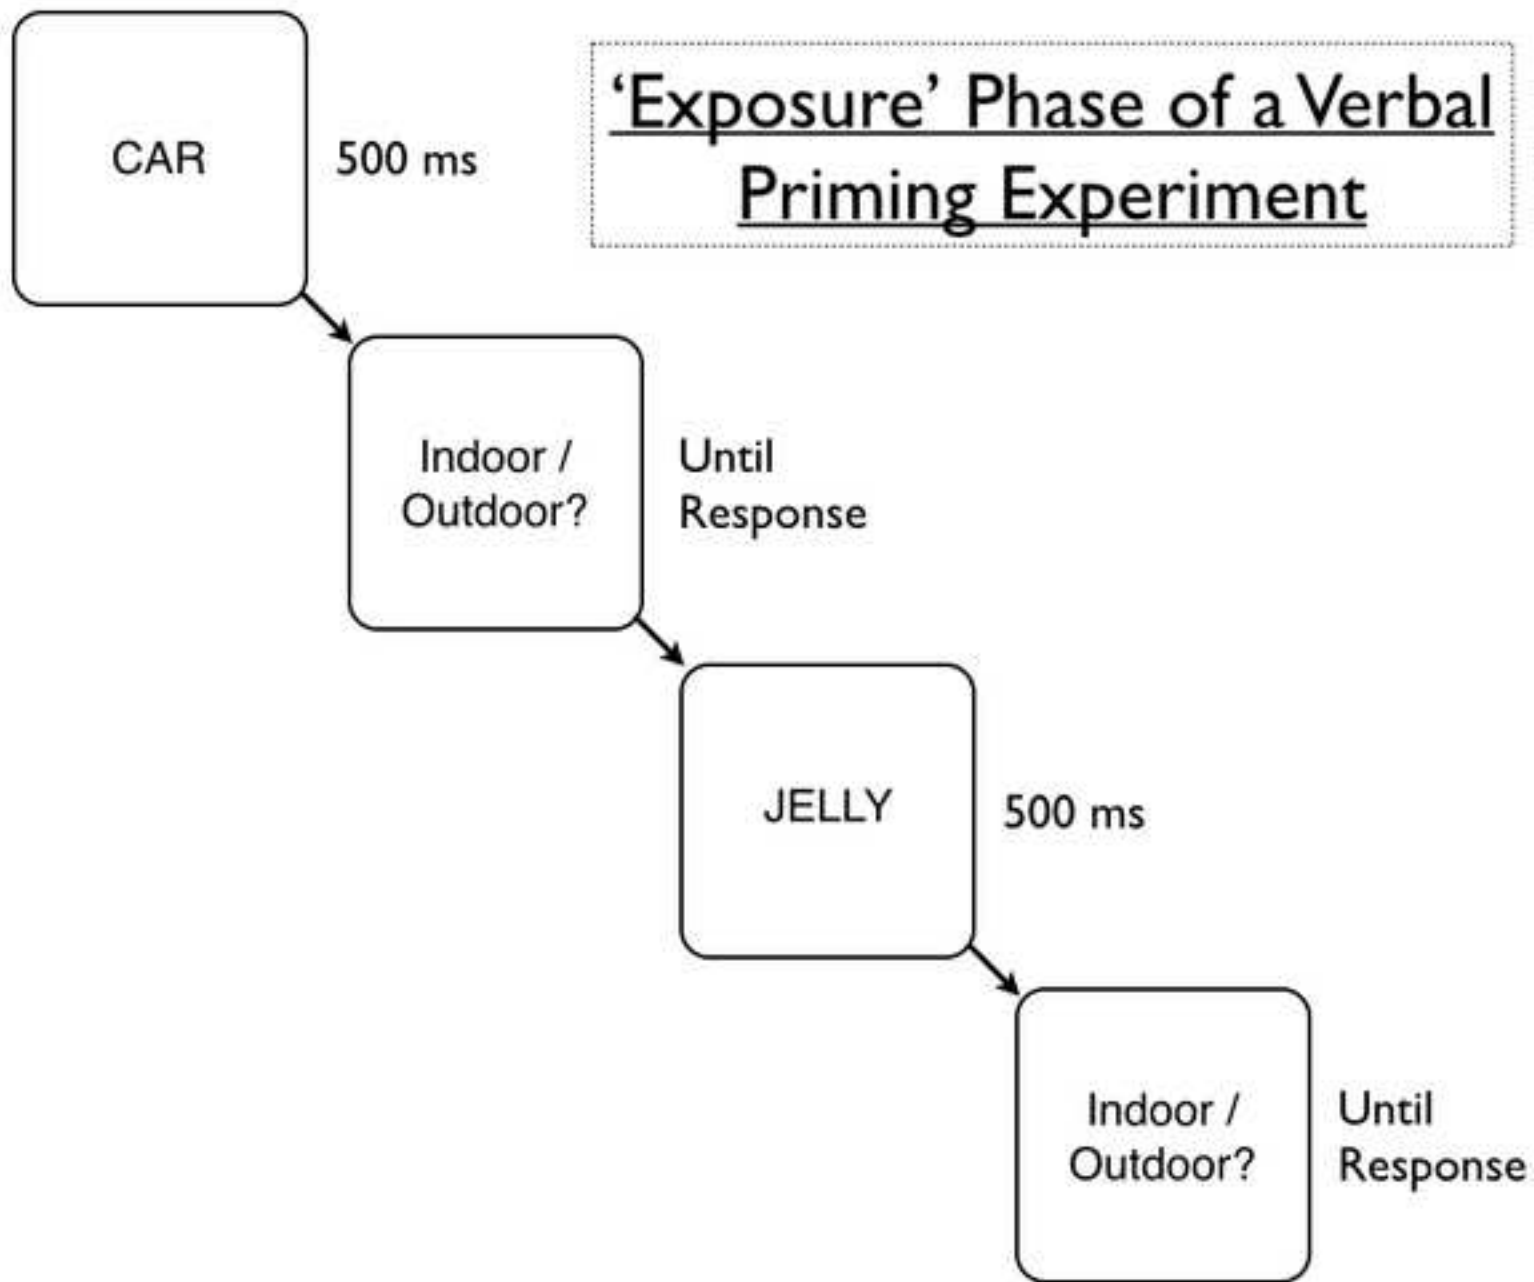 ‘Exposure’ Phase of a Verbal
Priming Experiment
CAR
500 ms
Indoor /
Outdoor?
Until
Response
JELLY
500 ms
Indoor /
Outdoor?
Until
Response